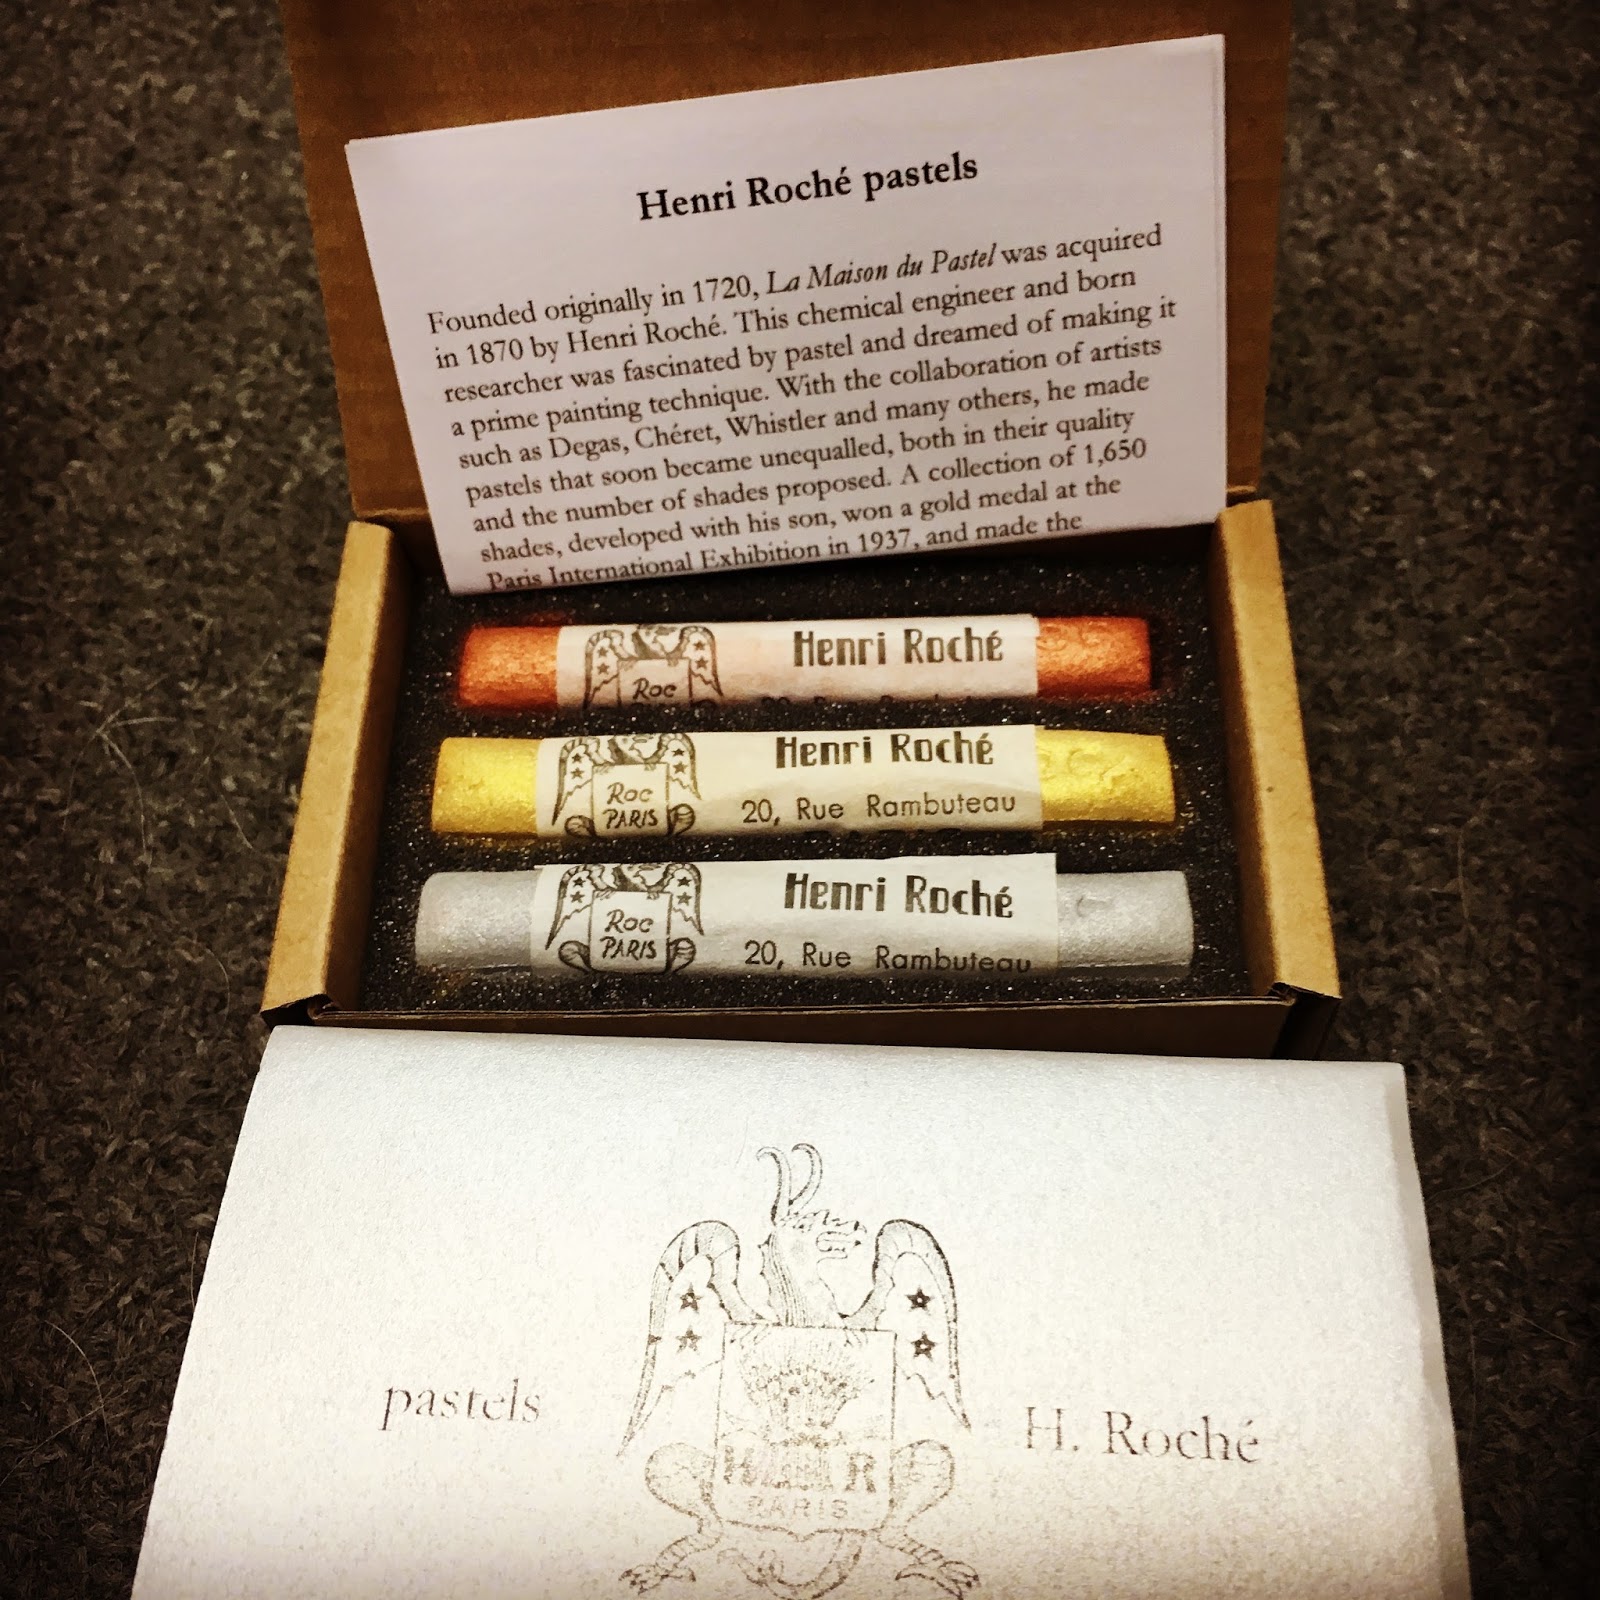 Henri Roché pastels
Founded originally in 1720, La Maison du Pastel was acquired
in 1870 by Henri Roché. This chemical engineer and born
researcher was fascinated by pastel and dreamed of making it
a prime painting technique. With the collaboration of artists
such as Degas, Chéret, Whistler and many others, he made
pastels that soon became unequalled, both in their quality
and the number of shades proposed. A collection of 1,650
shades, developed with his son, won a gold medal at the
Paris International Exhibition in 1937, and made the
Roc
Henri Roché
20, Rue Rambuteau
Roc
PARIS
Henri Roché
20, Rue Rambuteau
Roc
PARIS
Henri Roché
20, Rue Rambuteau
pastels
PARIS
H. Roché